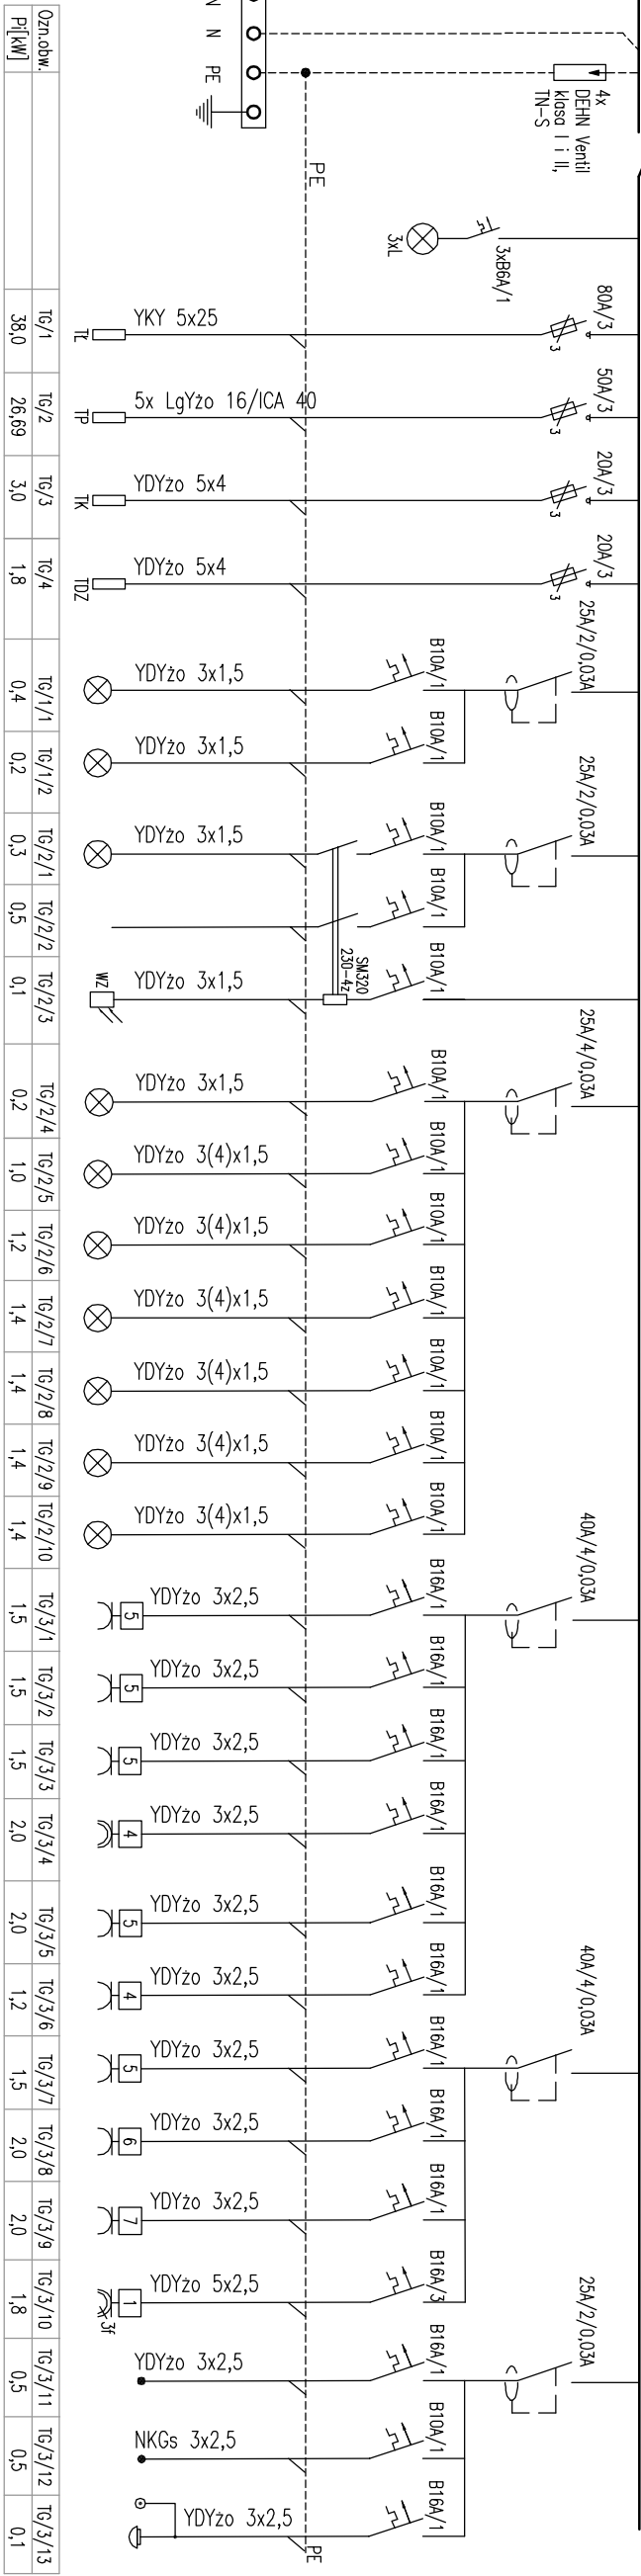 N
N
PE
4x
DEHN Ventil
klasa I i II,
TN-S
PE
3xL
3xB6A/1
80A/3
3
YKY 5x25
TŁ
50A/3
3
5x LgYżo 16/ICA 40
TP
20A/3
3
YDYżo 5x4
TK
20A/3
3
YDYżo 5x4
TDZ
25A/2/0,03A
B10A/1
YDYżo 3x1,5
B10A/1
YDYżo 3x1,5
25A/2/0,03A
B10A/1
YDYżo 3x1,5
B10A/1
SM320
230-4z
B10A/1
YDYżo 3x1,5
WZ
25A/4/0,03A
B10A/1
YDYżo 3x1,5
B10A/1
YDYżo 3(4)x1,5
B10A/1
YDYżo 3(4)x1,5
B10A/1
YDYżo 3(4)x1,5
B10A/1
YDYżo 3(4)x1,5
B10A/1
YDYżo 3(4)x1,5
B10A/1
YDYżo 3(4)x1,5
40A/4/0,03A
B16A/1
YDYżo 3x2,5
5
B16A/1
YDYżo 3x2,5
5
B16A/1
YDYżo 3x2,5
5
B16A/1
YDYżo 3x2,5
4
B16A/1
YDYżo 3x2,5
5
B16A/1
YDYżo 3x2,5
4
40A/4/0,03A
B16A/1
YDYżo 3x2,5
5
B16A/1
YDYżo 3x2,5
6
B16A/1
YDYżo 3x2,5
7
B16A/3
YDYżo 5x2,5
1
3f
25A/2/0,03A
B16A/1
YDYżo 3x2,5
B10A/1
NKGs 3x2,5
B16A/1
YDYżo 3x2,5
PE
Ozn.obw. TG/1 TG/2 TG/3 TG/4 TG/1/1 TG/1/2 TG/2/1 TG/2/2 TG/2/3 TG/2/4 TG/2/5 TG/2/6 TG/2/7 TG/2/8 TG/2/9 TG/2/10 TG/3/1 TG/3/2 TG/3/3 TG/3/4 TG/3/5 TG/3/6 TG/3/7 TG/3/8 TG/3/9 TG/3/10 TG/3/11 TG/3/12 TG/3/13
Pi[kW] 38,0 26,69 3,0 1,8 0,4 0,2 0,3 0,5 0,1 0,2 1,0 1,2 1,4 1,4 1,4 1,4 1,5 1,5 1,5 2,0 2,0 1,2 1,5 2,0 2,0 1,8 0,5 0,5 0,1